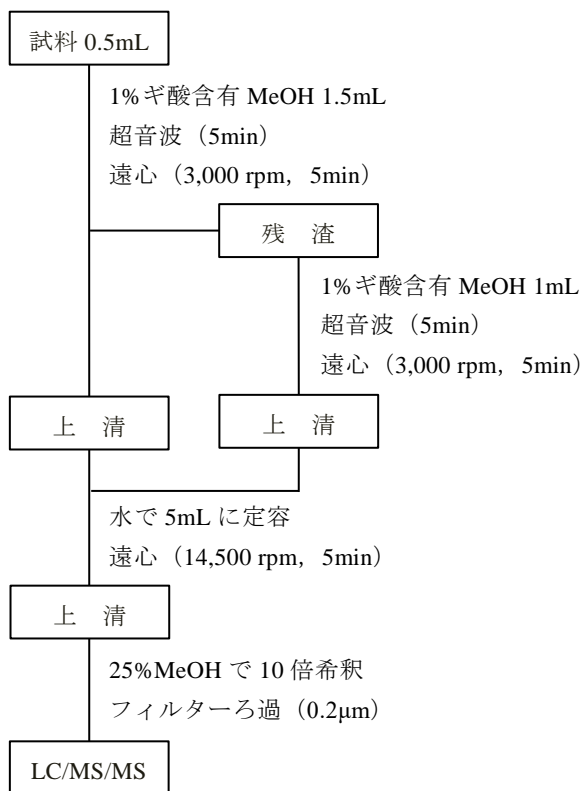 試料 0.5mL
1%ギ酸含有 MeOH 1.5mL
超音波（5min）
遠心（3,000 rpm，5min）
残　渣
1%ギ酸含有 MeOH 1mL
超音波（5min）
遠心（3,000 rpm，5min）
上　清
上　清
水で 5mL に定容
遠心（14,500 rpm，5min）
上　清
25%MeOH で 10 倍希釈
フィルターろ過（0.2μm）
LC/MS/MS